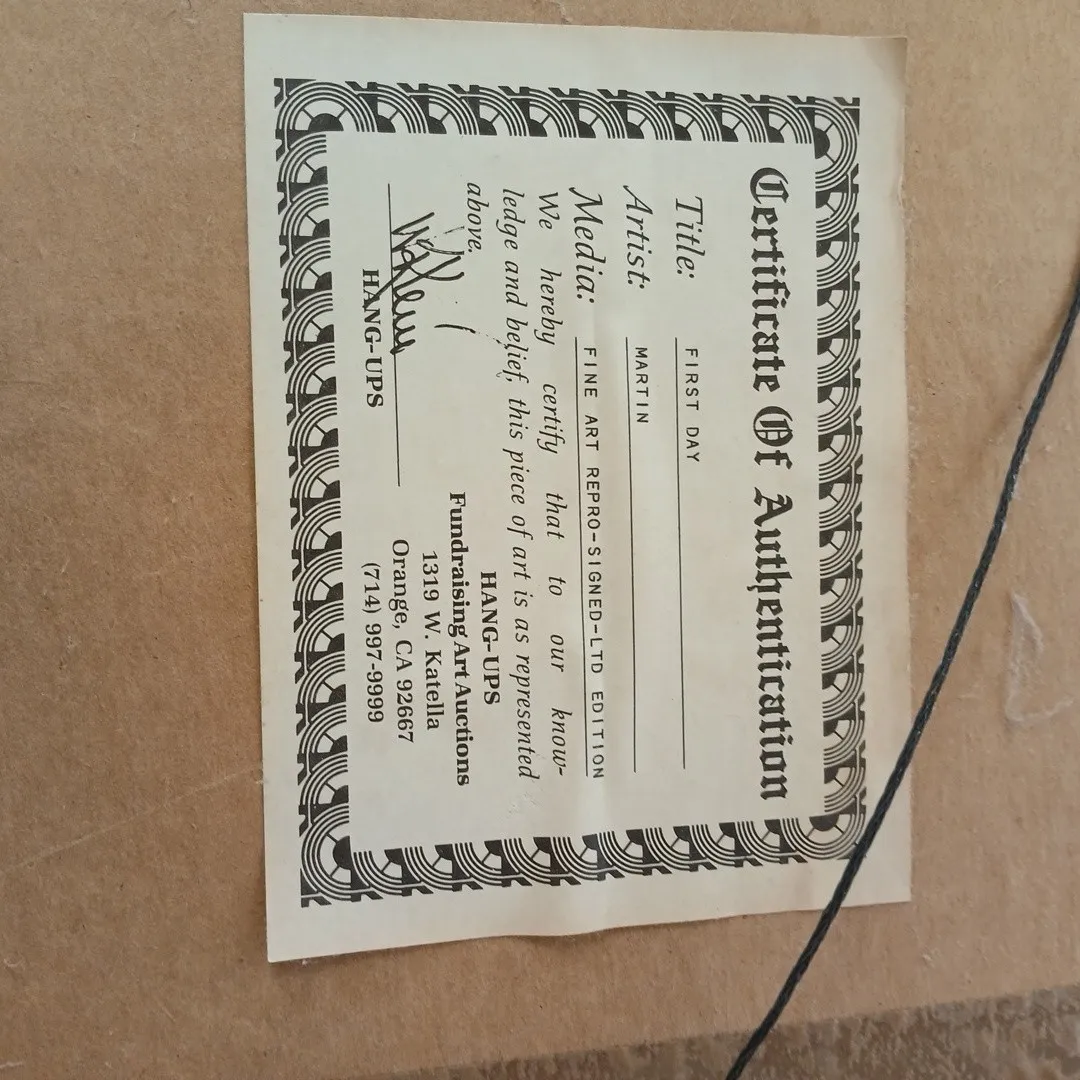 Certificate Of Authentication
Title: FIRST DAY
Artist: MARTIN
Media: FINE ART REPRO-SIGNED-LTD EDITION
We hereby certify that to our know-
ledge and belief, this piece of art is as represented
above.
HANG-UPS
HANG-UPS
Fundraising Art Auctions
1319 W. Katella
Orange, CA 92667
(714) 997-9999